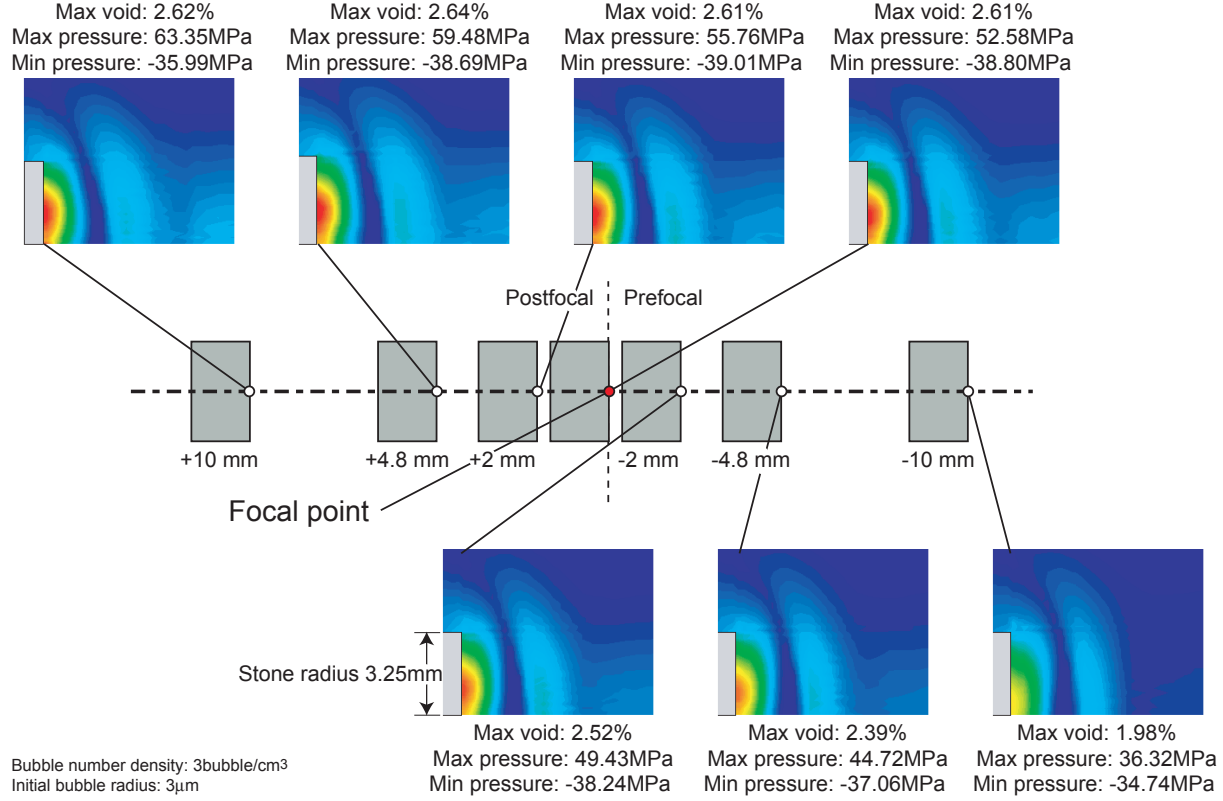 Max void: 2.62%
Max pressure: 63.35MPa
Min pressure: -35.99MPa
Max void: 2.64%
Max pressure: 59.48MPa
Min pressure: -38.69MPa
Max void: 2.61%
Max pressure: 55.76MPa
Min pressure: -39.01MPa
Max void: 2.61%
Max pressure: 52.58MPa
Min pressure: -38.80MPa
Postfocal
Prefocal
+10 mm
+4.8 mm
+2 mm
-2 mm
-4.8 mm
-10 mm
Focal point
Stone radius 3.25mm
Max void: 2.52%
Max pressure: 49.43MPa
Min pressure: -38.24MPa
Max void: 2.39%
Max pressure: 44.72MPa
Min pressure: -37.06MPa
Max void: 1.98%
Max pressure: 36.32MPa
Min pressure: -34.74MPa
Bubble number density: 3bubble/cm3
Initial bubble radius: 3μm